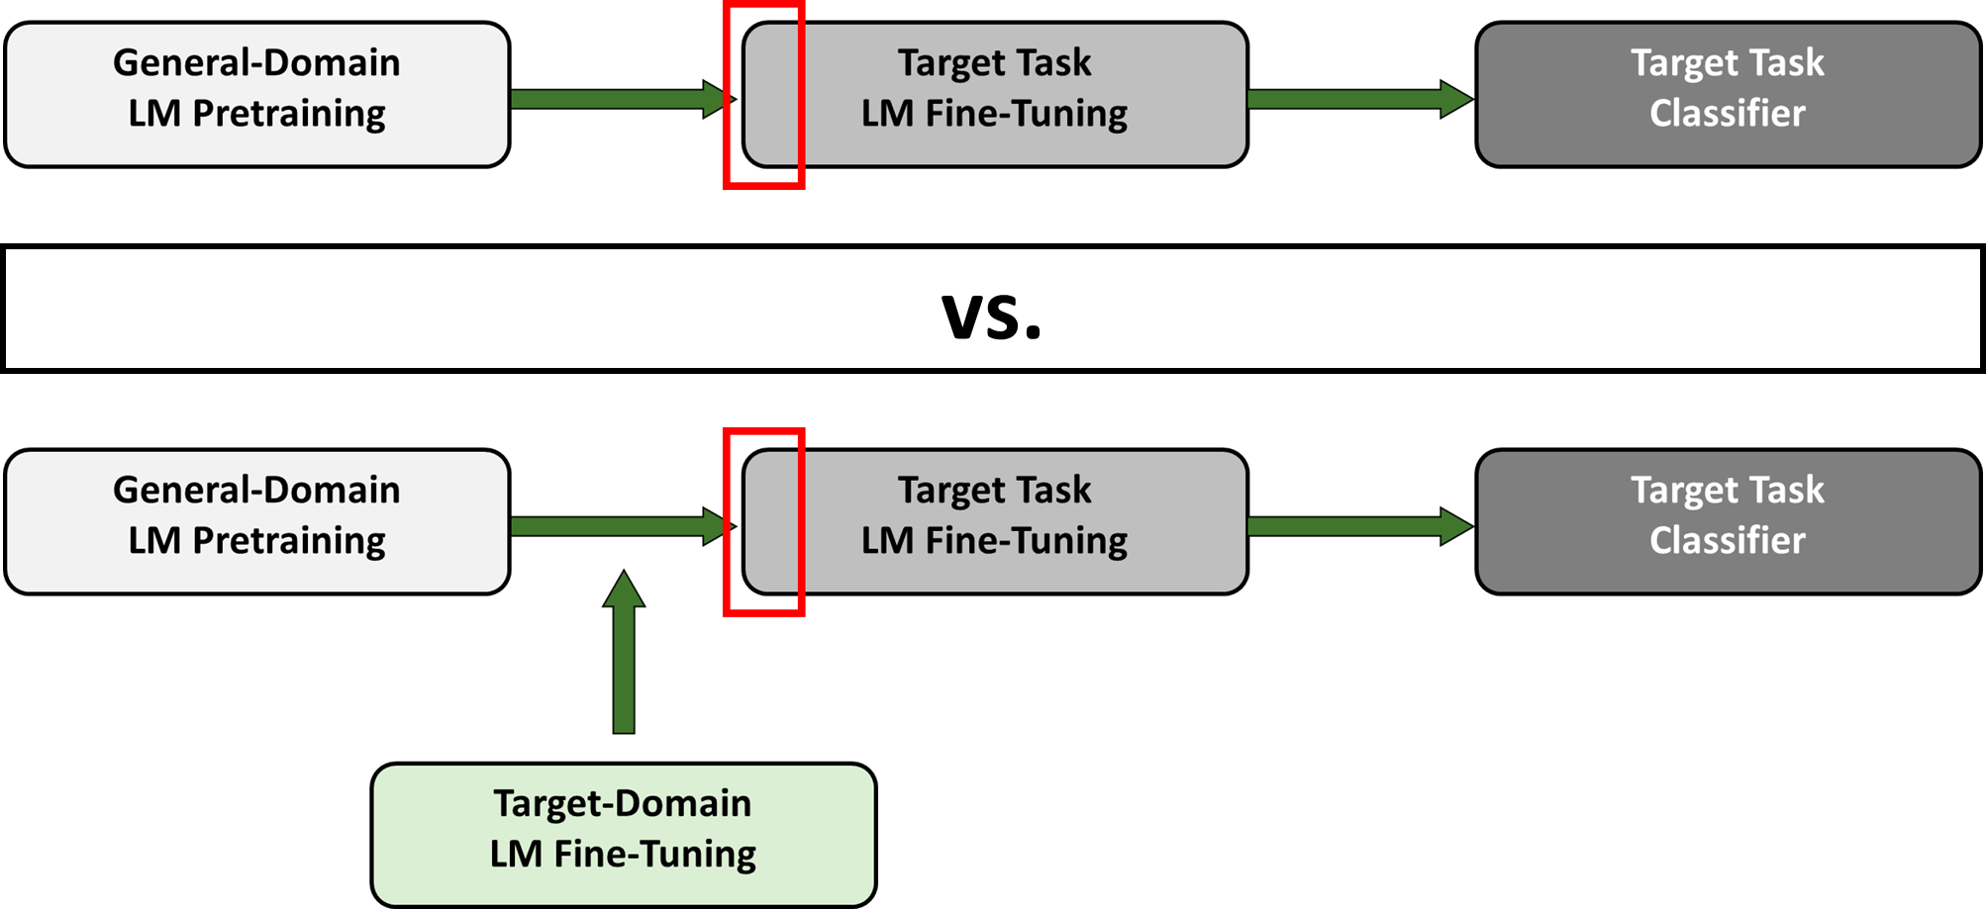 General-Domain
LM Pretraining
Target Task
LM Fine-Tuning
Target Task
Classifier
vs.
General-Domain
LM Pretraining
Target Task
LM Fine-Tuning
Target Task
Classifier
Target-Domain
LM Fine-Tuning